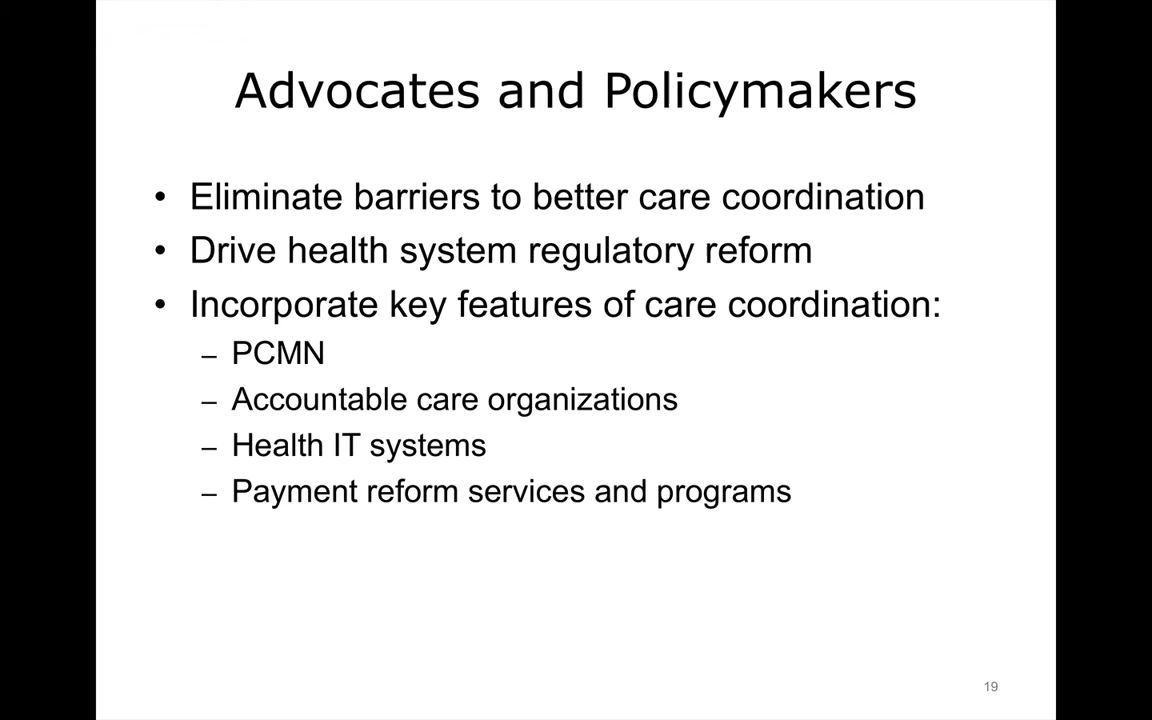 Advocates and Policymakers
• Eliminate barriers to better care coordination
• Drive health system regulatory reform
• Incorporate key features of care coordination:
– PCMN
– Accountable care organizations
– Health IT systems
– Payment reform services and programs
19